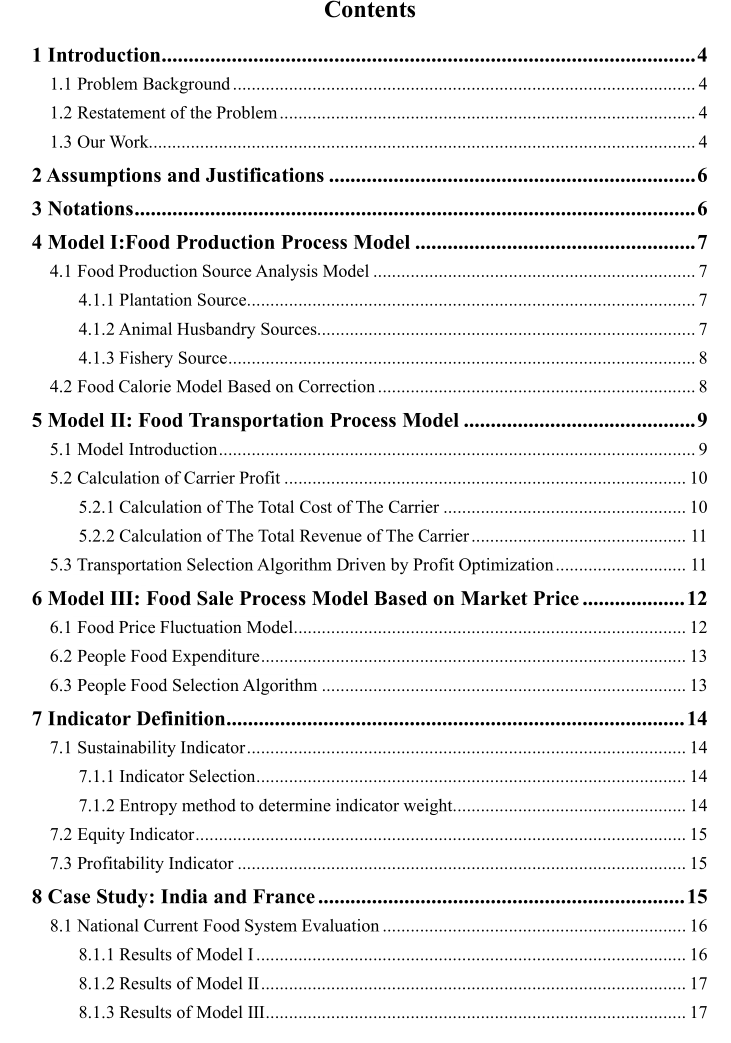 Contents
1 Introduction....................................................................................................4
1.1 Problem Background....................................................................................................4
1.2 Restatement of the Problem....................................................................................................4
1.3 Our Work....................................................................................................4
2 Assumptions and Justifications....................................................................................................6
3 Notations....................................................................................................6
4 Model I:Food Production Process Model....................................................................................................7
4.1 Food Production Source Analysis Model....................................................................................................7
4.1.1 Plantation Source....................................................................................................7
4.1.2 Animal Husbandry Sources....................................................................................................7
4.1.3 Fishery Source....................................................................................................8
4.2 Food Calorie Model Based on Correction....................................................................................................8
5 Model II: Food Transportation Process Model....................................................................................................9
5.1 Model Introduction....................................................................................................9
5.2 Calculation of Carrier Profit....................................................................................................10
5.2.1 Calculation of The Total Cost of The Carrier....................................................................................................10
5.2.2 Calculation of The Total Revenue of The Carrier....................................................................................................11
5.3 Transportation Selection Algorithm Driven by Profit Optimization........................................................11
6 Model III: Food Sale Process Model Based on Market Price...................12
6.1 Food Price Fluctuation Model....................................................................................................12
6.2 People Food Expenditure....................................................................................................13
6.3 People Food Selection Algorithm....................................................................................................13
7 Indicator Definition....................................................................................................14
7.1 Sustainability Indicator....................................................................................................14
7.1.1 Indicator Selection....................................................................................................14
7.1.2 Entropy method to determine indicator weight....................................................................................................14
7.2 Equity Indicator....................................................................................................15
7.3 Profitability Indicator....................................................................................................15
8 Case Study: India and France....................................................................................................15
8.1 National Current Food System Evaluation....................................................................................................16
8.1.1 Results of Model I....................................................................................................16
8.1.2 Results of Model II....................................................................................................17
8.1.3 Results of Model III....................................................................................................17